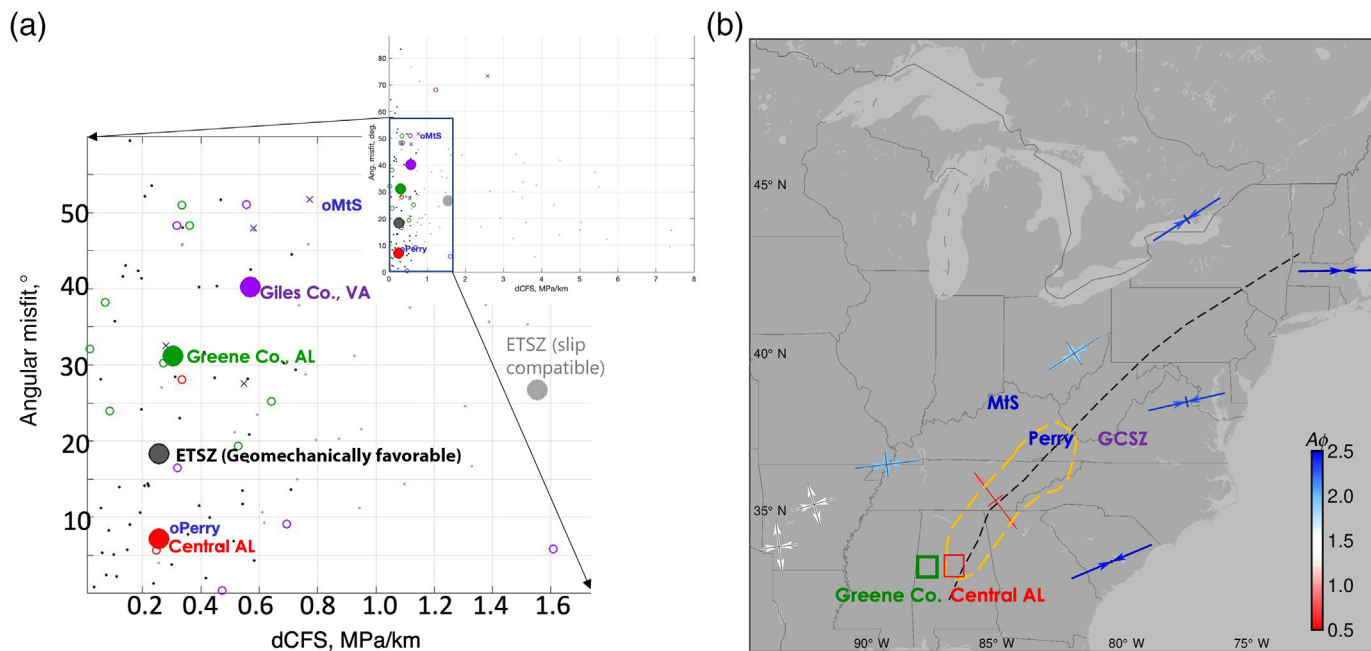 (a)
80
70
60
50
40
30
20
10
0
Ang. misfit, deg.
oMtS
oPerry
0
1
2
3
4
5
6
7
8
dCFS, MPa/km
50
40
30
20
10
Angular misfit,°
oMtS
Giles Co., VA
Greene Co., AL
ETSZ (slip
compatible)
ETSZ (Geomechanically favorable)
oPerry
Central AL
0.2
0.4
0.6
0.8
1.0
1.2
1.4
1.6
dCFS, MPa/km
(b)
45° N
40° N
35° N
MtS
Perry
GCSZ
Greene Co.
Central AL
90° W
85° W
80° W
75° W
Aϕ
2.5
2.0
1.5
1.0
0.5